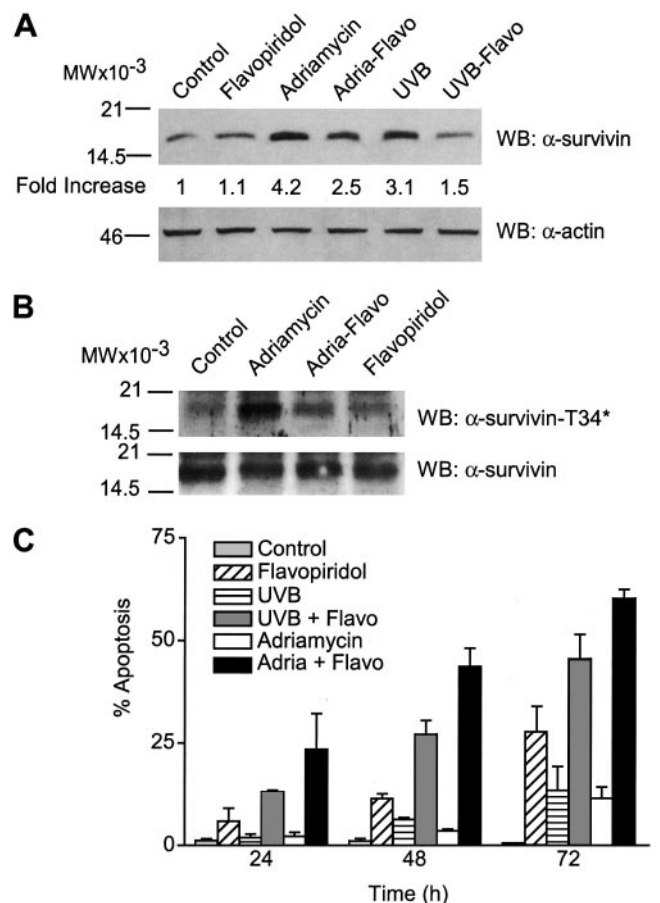 A
MWx10-3
Control
Flavopiridol
Adriamycin
Adria-Flavo
UVB
UVB-Flavo
21
14.5
WB: α-survivin
Fold Increase 1 1.1 4.2 2.5 3.1 1.5
46
WB: α-actin
B
MWx10-3
Control
Adriamycin
Adria-Flavo
Flavopiridol
21
14.5
WB: α-survivin-T34*
21
14.5
WB: α-survivin
C
75
50
25
0
% Apoptosis
Control
Flavopiridol
UVB
UVB + Flavo
Adriamycin
Adria + Flavo
24 48 72
Time (h)